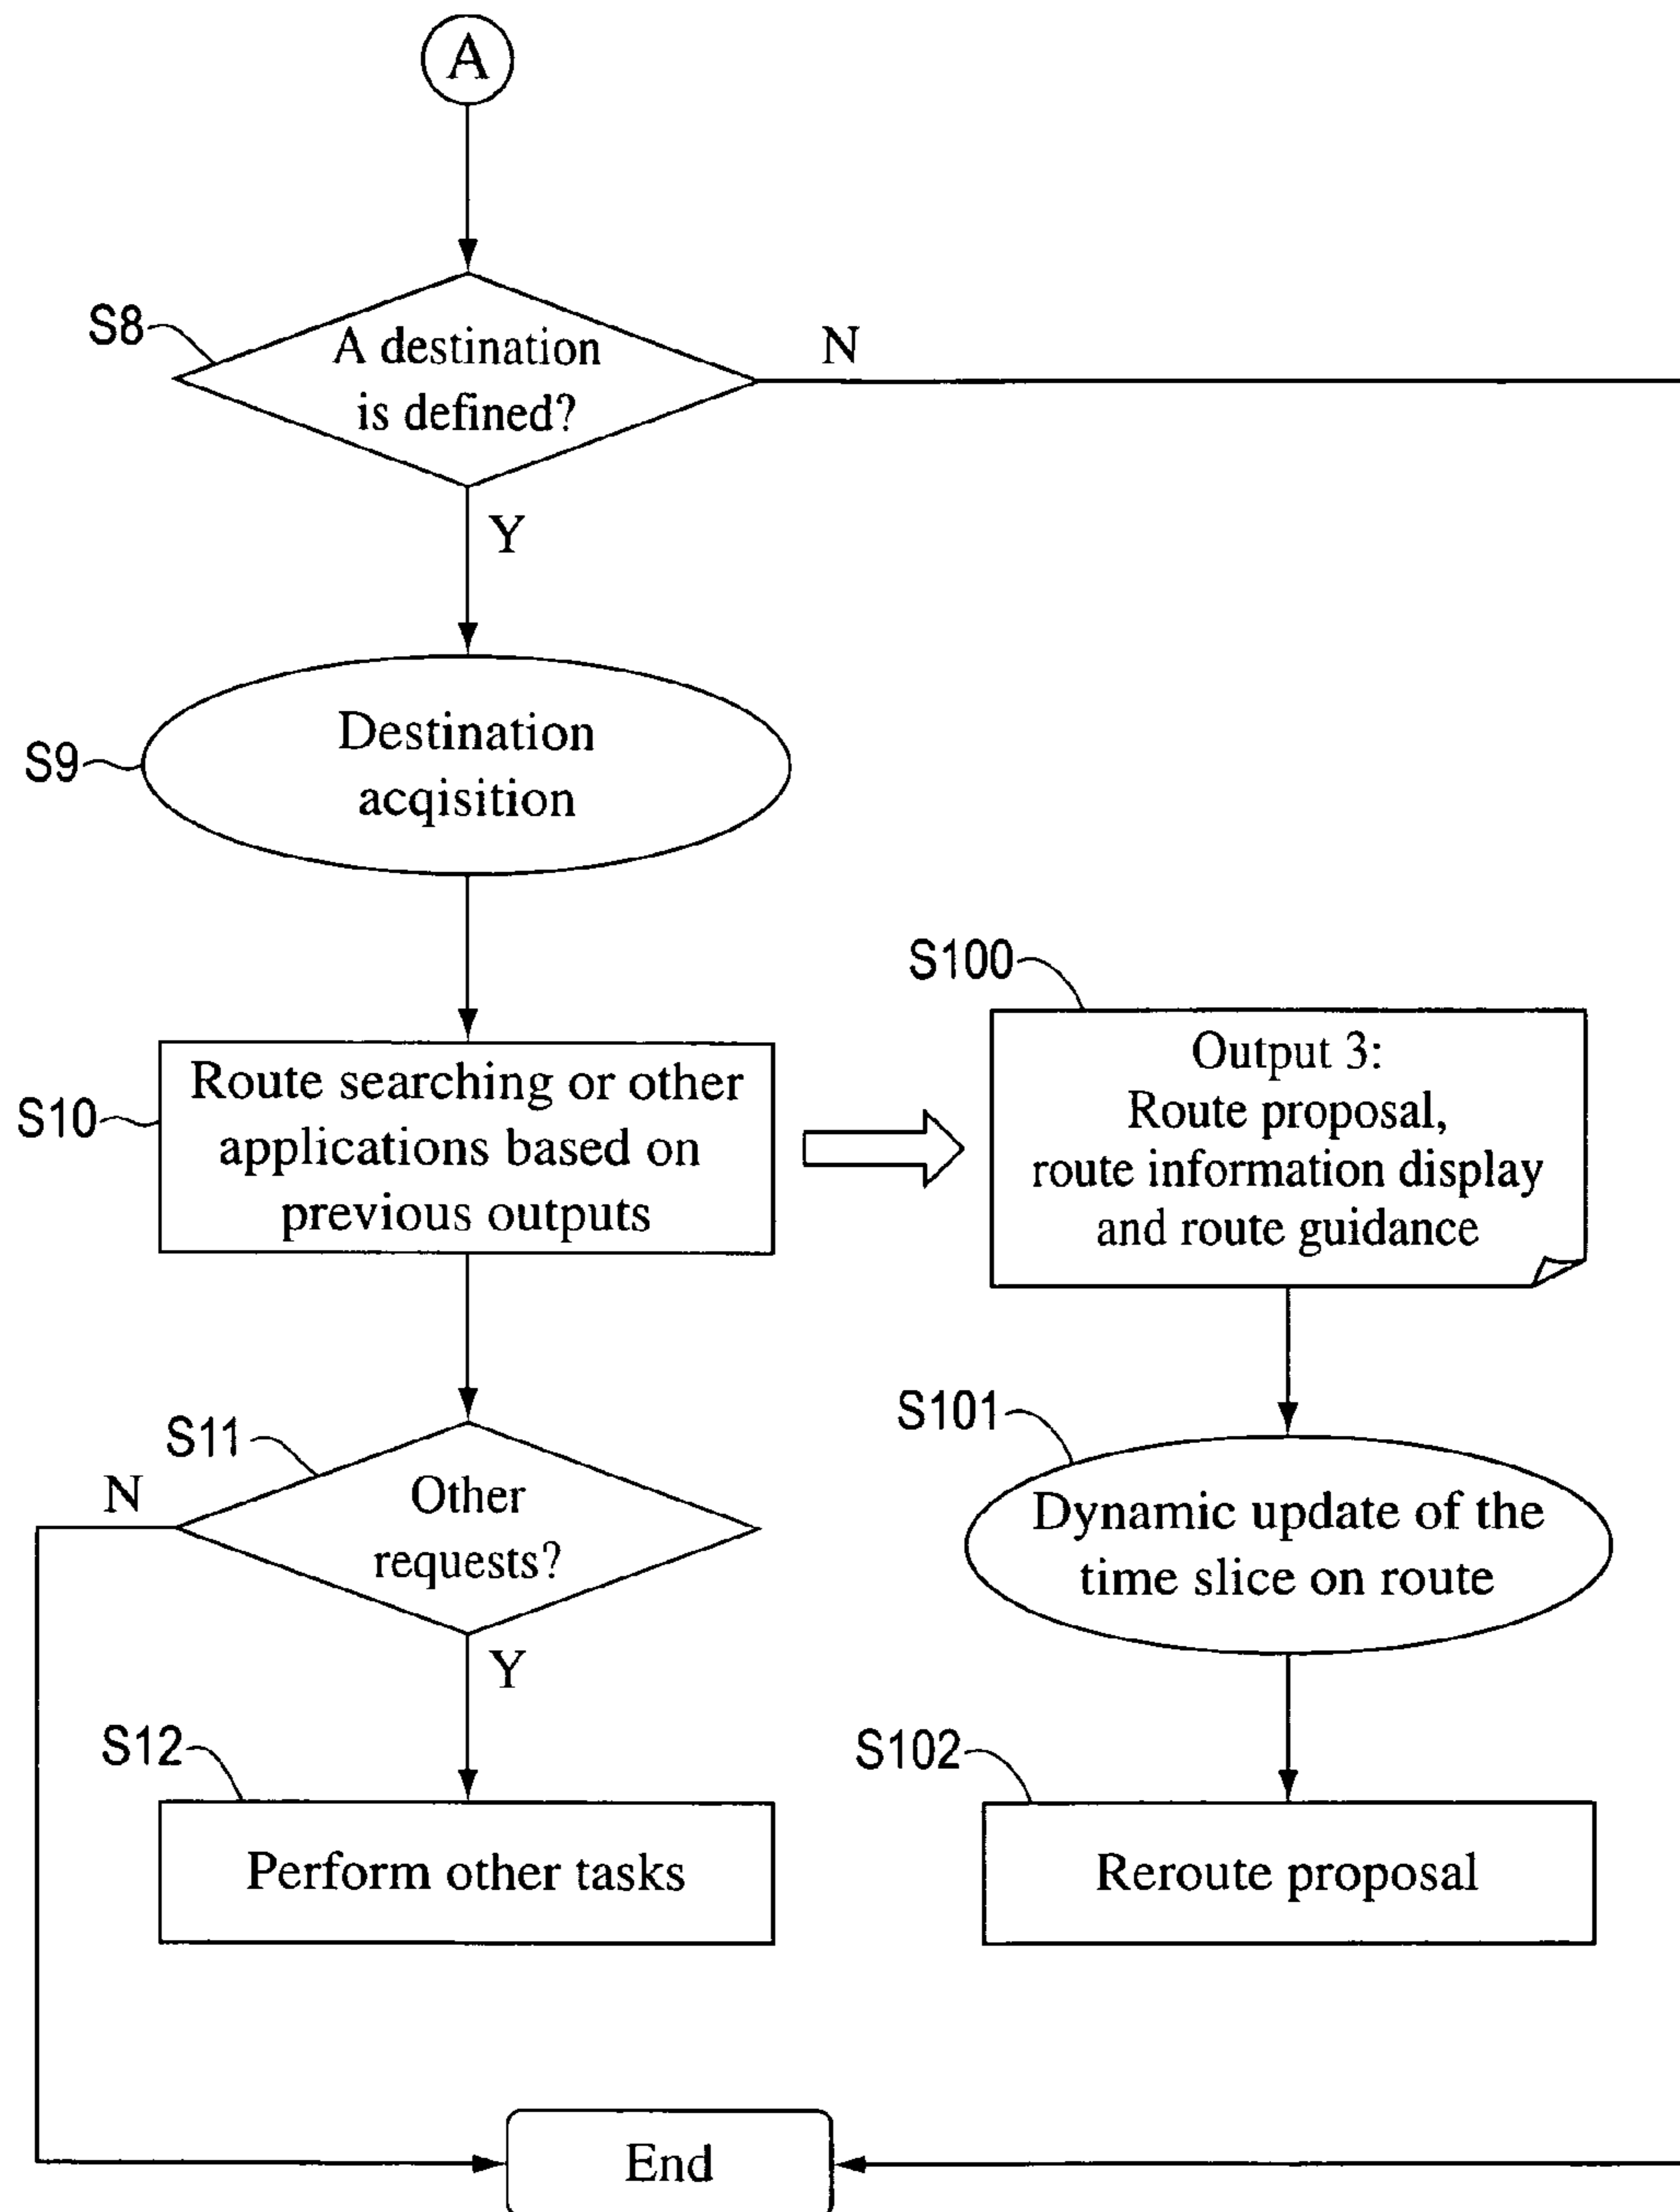 A
S8
A destination
is defined?
N
Y
S9
Destination
acqisition
S10
Route searching or other
applications based on
previous outputs
S100
Output 3:
Route proposal,
route information display
and route guidance
S11
N
Other
requests?
Y
S101
Dynamic update of the
time slice on route
S12
Perform other tasks
S102
Reroute proposal
End